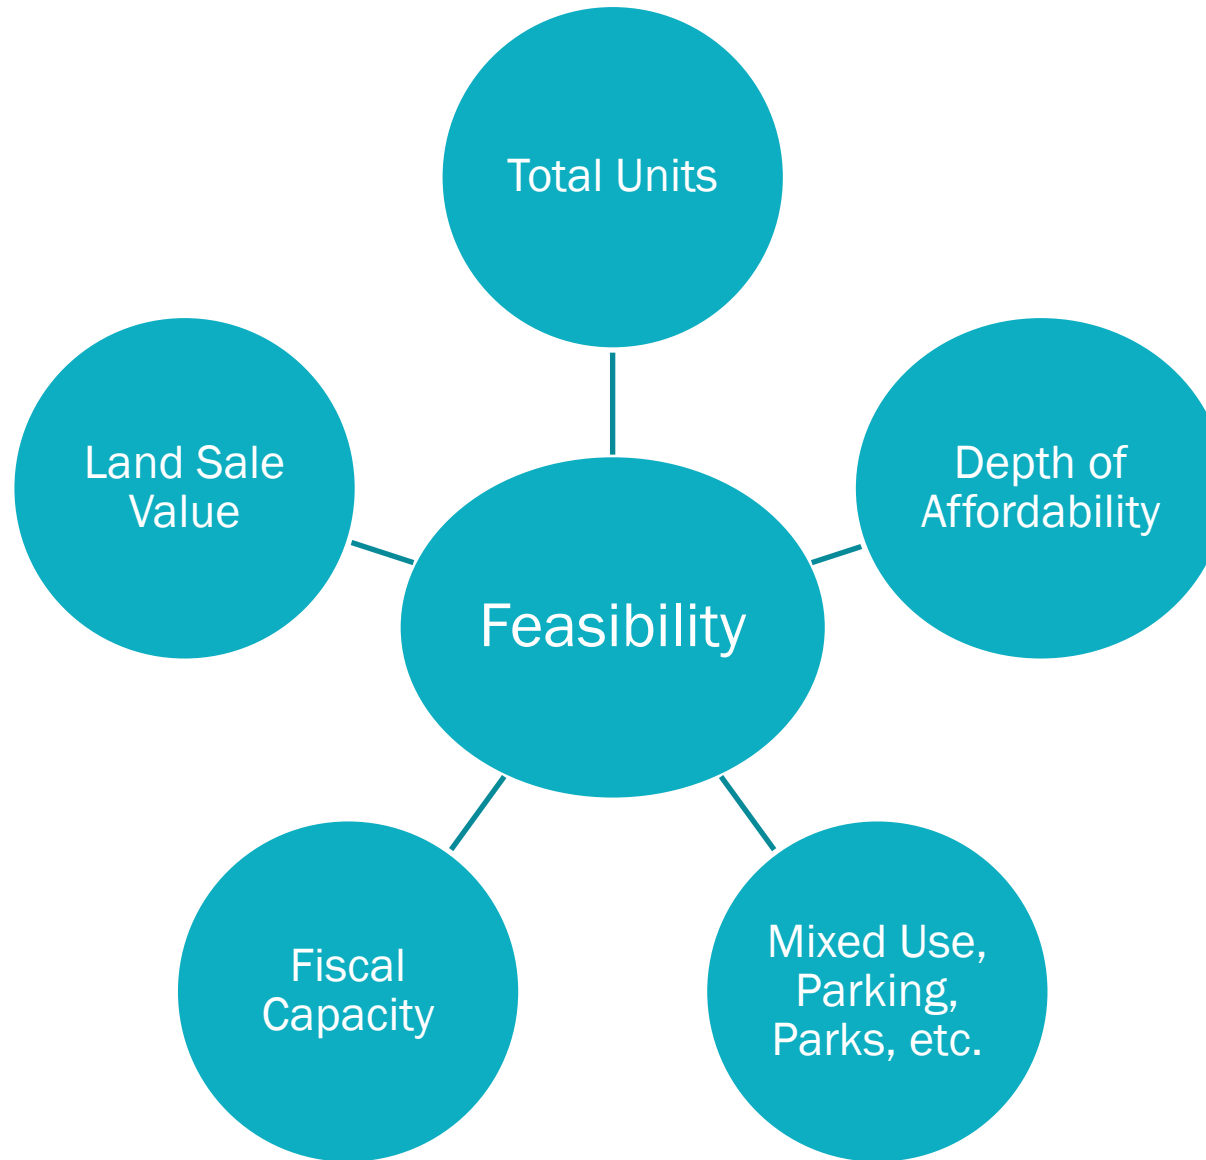 Total Units
Land Sale
Value
Depth of
Affordability
Feasibility
Fiscal
Capacity
Mixed Use,
Parking,
Parks, etc.